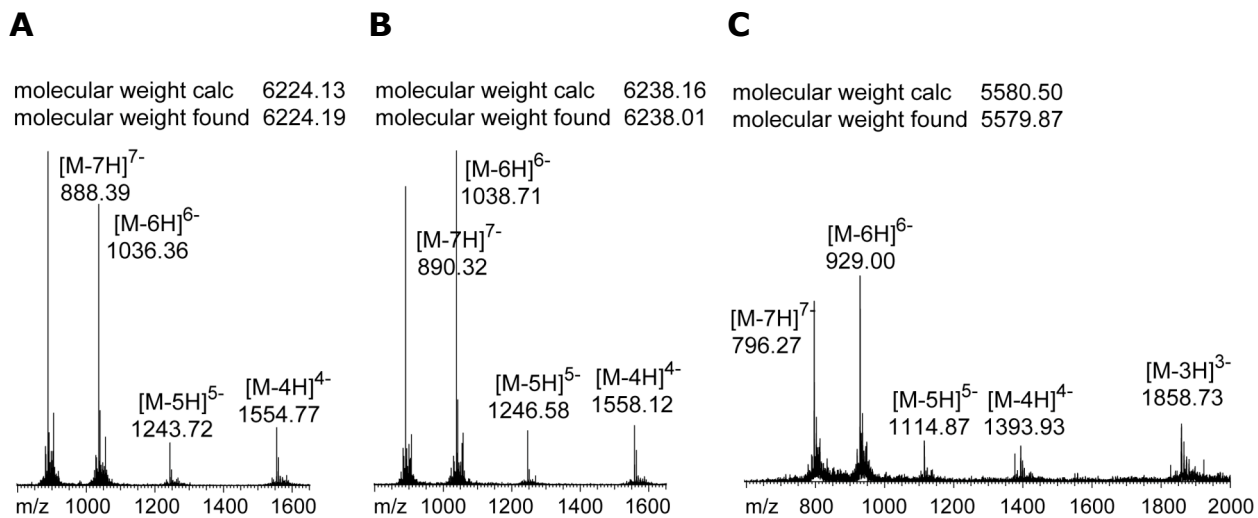 A
molecular weight calc 6224.13
molecular weight found 6224.19
[M-7H]7-
888.39
[M-6H]6-
1036.36
[M-5H]5-
1243.72
[M-4H]4-
1554.77
m/z 1000 1200 1400 1600
B
molecular weight calc 6238.16
molecular weight found 6238.01
[M-6H]6-
1038.71
[M-7H]7-
890.32
[M-5H]5-
1246.58
[M-4H]4-
1558.12
m/z 1000 1200 1400 1600
C
molecular weight calc 5580.50
molecular weight found 5579.87
[M-6H]6-
929.00
[M-7H]7-
796.27
[M-5H]5-
1114.87
[M-4H]4-
1393.93
[M-3H]3-
1858.73
m/z 800 1000 1200 1400 1600 1800 2000